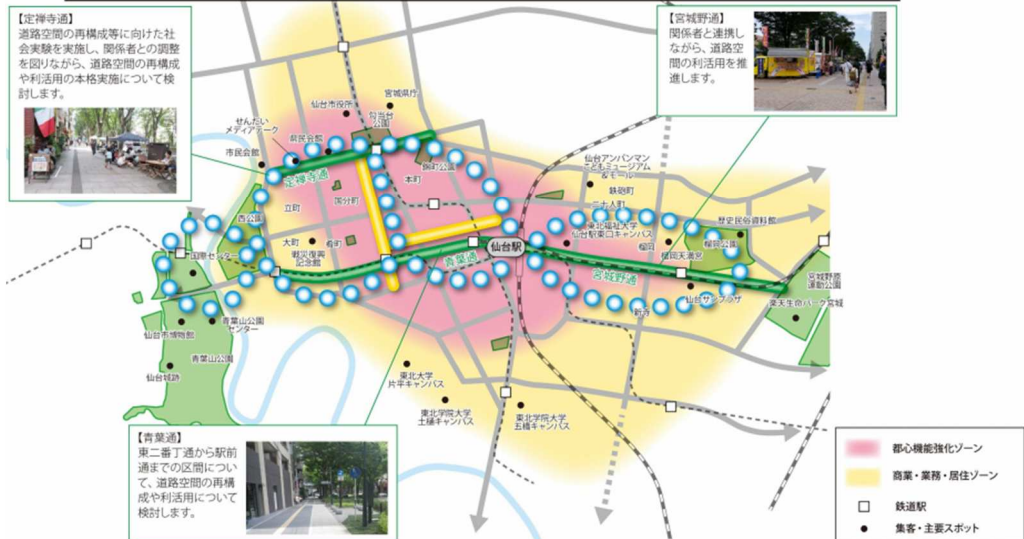 【定禅寺通】
道路空間の再構成等に向けた社
会実験を実施し、関係者との調整
を図りながら、道路空間の再構成
や利活用の本格実施について検
討します。
【宮城野通】
関係者と連携し
ながら、道路空
間の利活用を推
進します。
宮城県庁
仙台市役所
勾当台
公園
せんだい
メディアテーク
県民会館
市民会館
定禅寺通
錦町公園
本町
国分町
立町
西公園
大町
肴町
戦災復興
記念館
青葉通
仙台駅
仙台アンパンマン
こどもミュージアム
&モール
鉄砲町
二十人町
東北福祉大学
仙台駅東口キャンパス
榴岡
歴史民俗資料館
榴岡公園
榴岡天満宮
宮城野通
仙台サンプラザ
新寺
宮城野原
運動公園
楽天生命パーク宮城
国際センター
青葉山公園
センター
仙台市博物館
青葉山公園
仙台城跡
東北大学
片平キャンパス
東北学院大学
土樋キャンパス
東北学院大学
五橋キャンパス
【青葉通】
東二番丁通から駅前
通までの区間につい
て、道路空間の再構
成や利活用について
検討します。
都心機能強化ゾーン
商業・業務・居住ゾーン
鉄道駅
集客・主要スポット